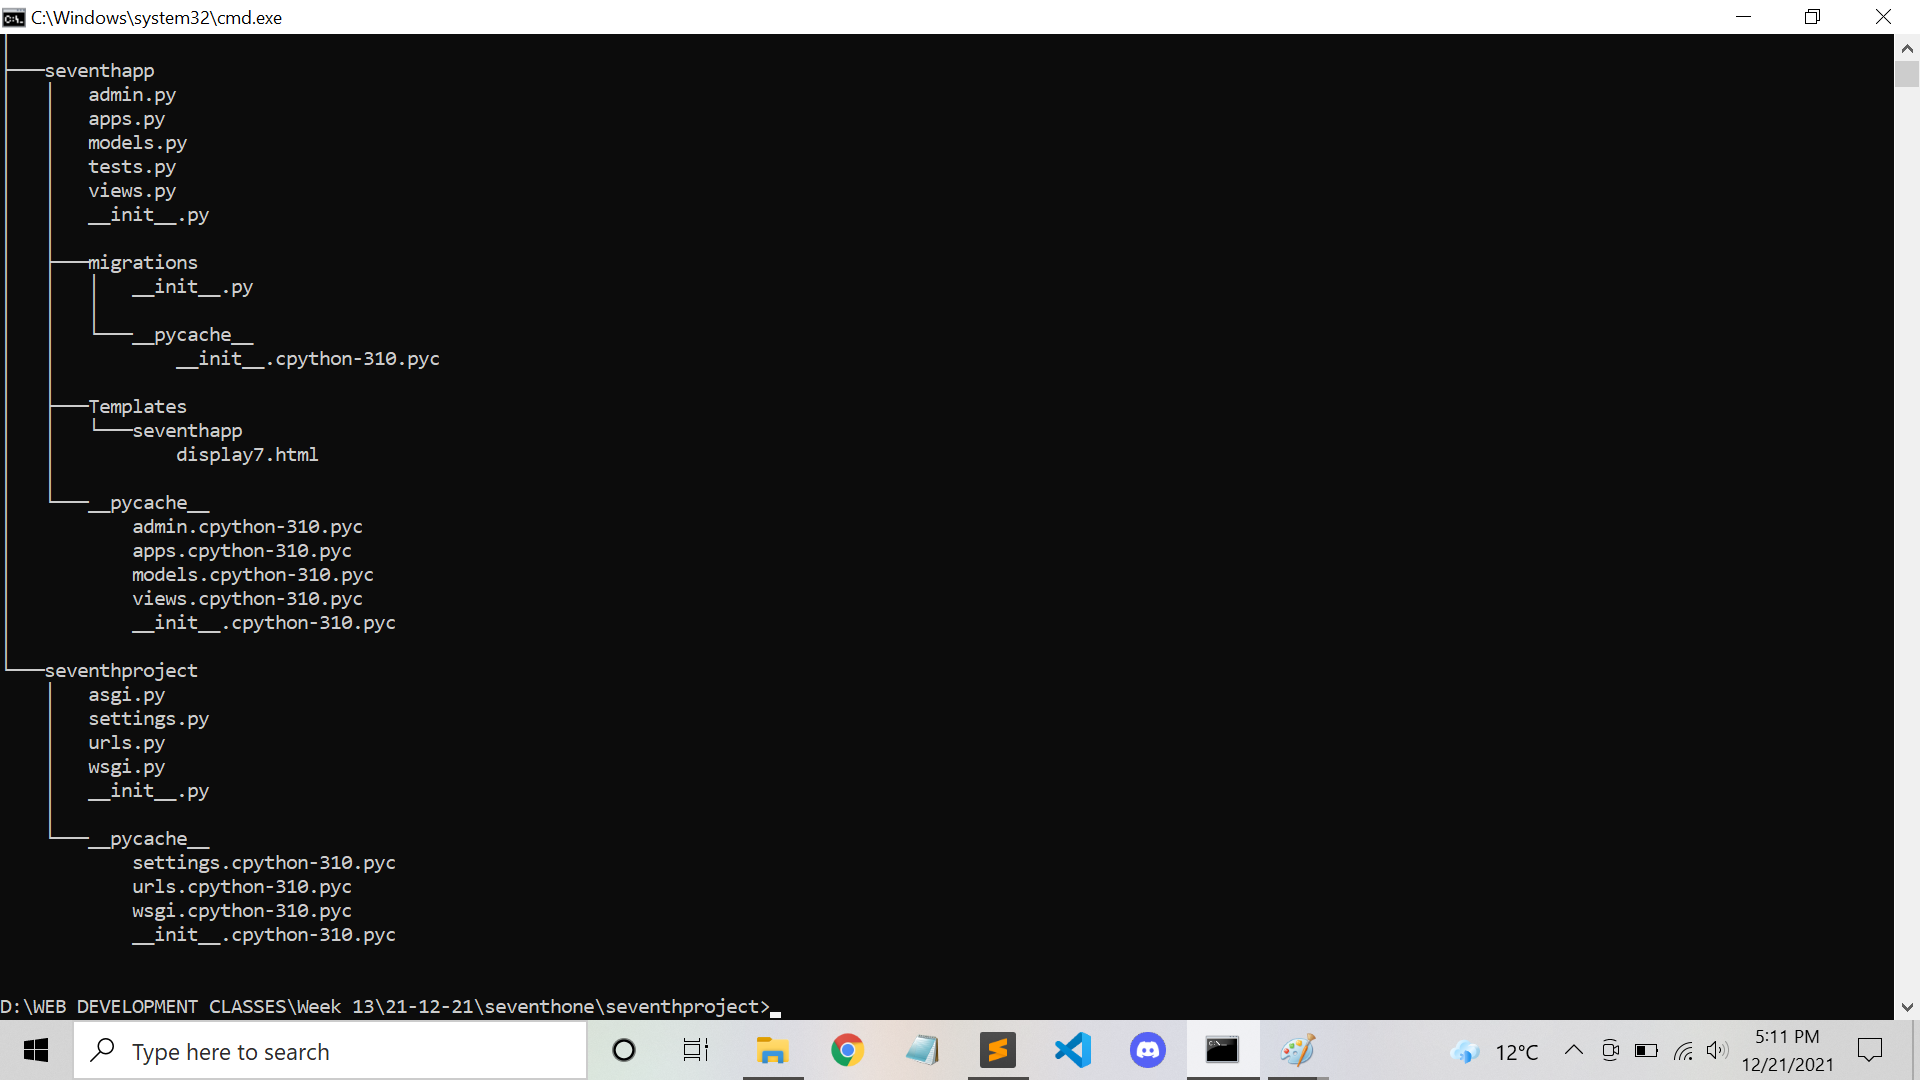 C:\Windows\system32\cmd.exe
├───seventhapp
│   │   admin.py
│   │   apps.py
│   │   models.py
│   │   tests.py
│   │   views.py
│   │   __init__.py
│   ├───migrations
│   │   │   __init__.py
│   │   └───__pycache__
│   │           __init__.cpython-310.pyc
│   ├───Templates
│   │   └───seventhapp
│   │           display7.html
│   └───__pycache__
│           admin.cpython-310.pyc
│           apps.cpython-310.pyc
│           models.cpython-310.pyc
│           views.cpython-310.pyc
│           __init__.cpython-310.pyc
└───seventhproject
    │   asgi.py
    │   settings.py
    │   urls.py
    │   wsgi.py
    │   __init__.py
    └───__pycache__
            settings.cpython-310.pyc
            urls.cpython-310.pyc
            wsgi.cpython-310.pyc
            __init__.cpython-310.pyc
D:\WEB DEVELOPMENT CLASSES\Week 13\21-12-21\seventhone\seventhproject>
Type here to search
12°C
5:11 PM
12/21/2021